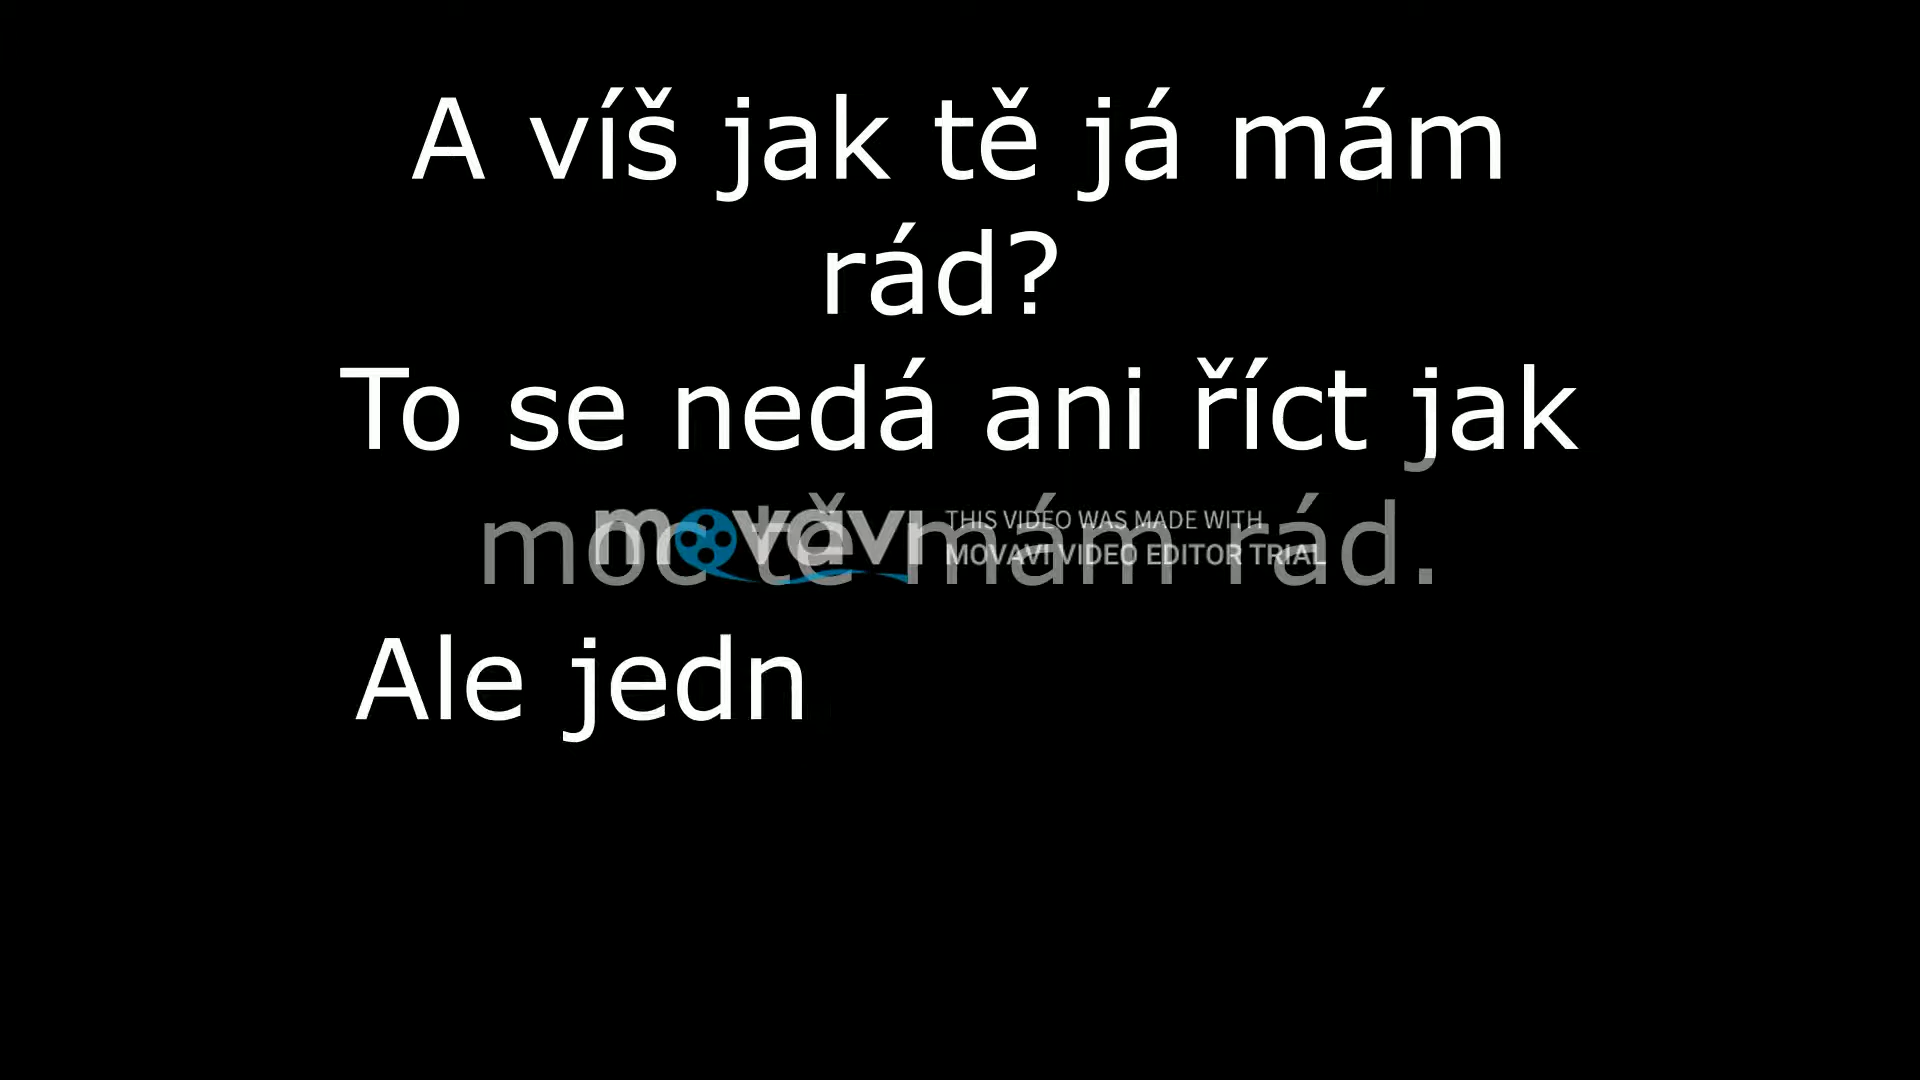 A víš jak tě já mám
rád?
To se nedá ani říct jak
moc tě mám rád.
movavi
THIS VIDEO WAS MADE WITH
MOVAVI VIDEO EDITOR TRIAL
Ale jedn